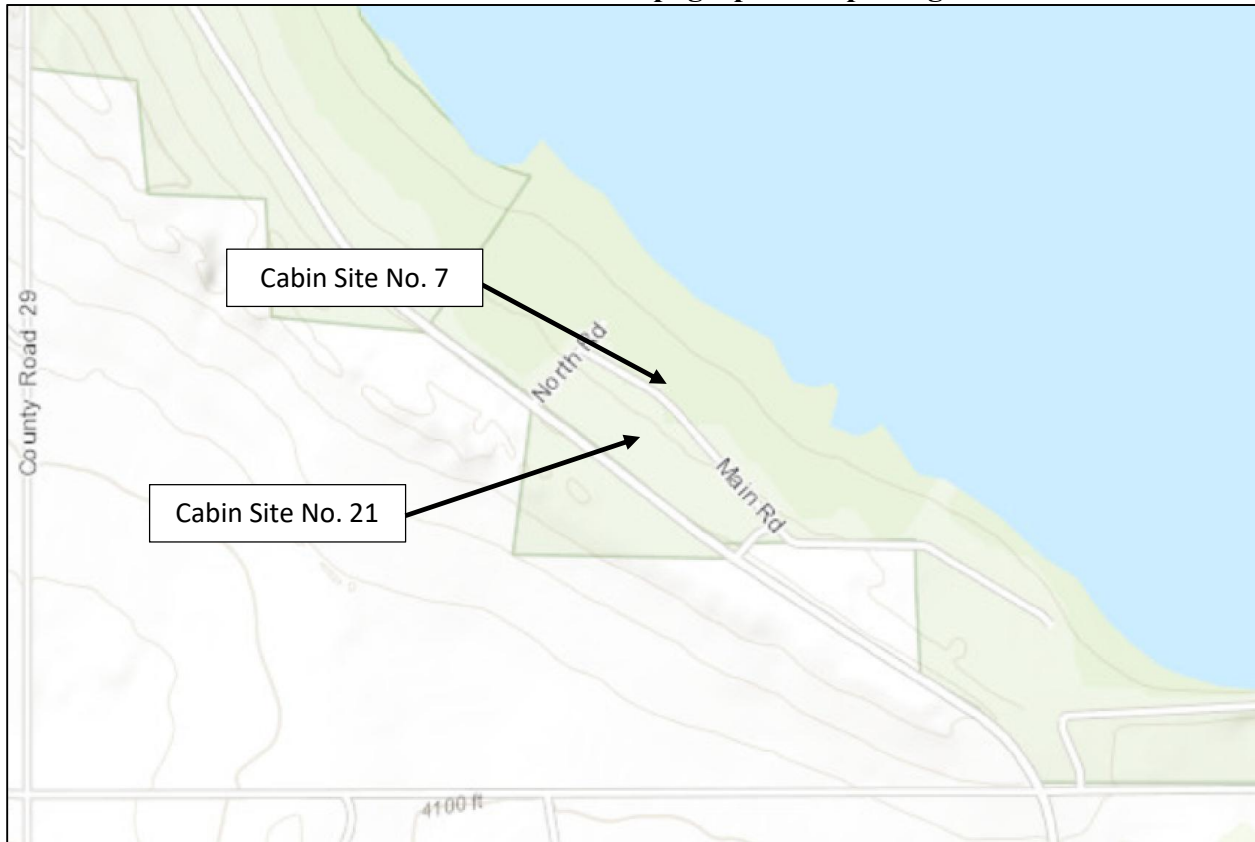 Cabin Site No. 7
North Rd
County Road 29
Main Rd
Cabin Site No. 21
4100 ft